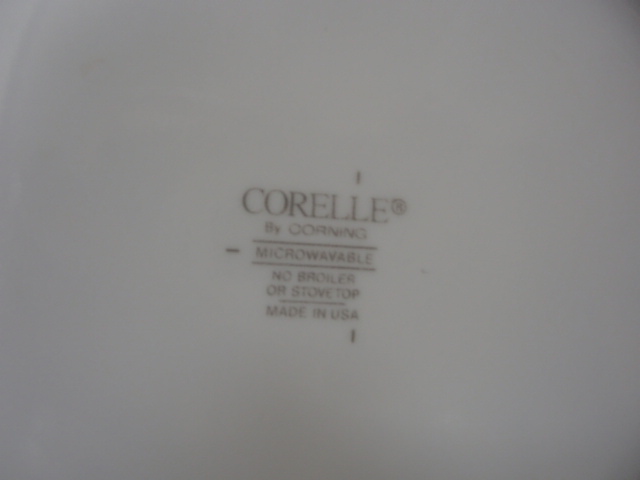 CORELLE®
By CORNING
MICROWAVABLE
NO BROILER
OR STOVETOP
MADE IN USA